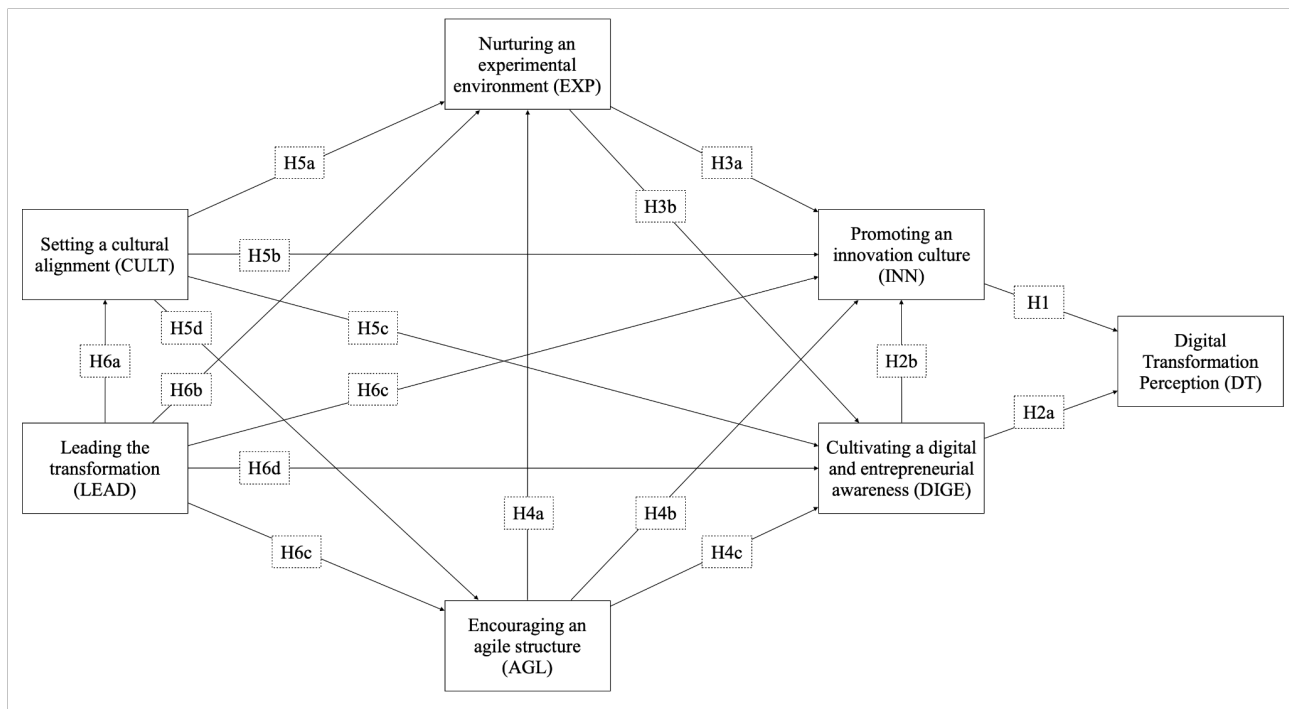 Nurturing an
experimental
environment (EXP)
H5a
H3a
H3b
Setting a cultural
alignment (CULT)
H5b
Promoting an
innovation culture
(INN)
H5d
H5c
H1
H6a
H6b
H6c
H2b
Digital
Transformation
Perception (DT)
H2a
Leading the
transformation
(LEAD)
H6d
Cultivating a digital
and entrepreneurial
awareness (DIGE)
H4a
H4b
H6c
H4c
Encouraging an
agile structure
(AGL)